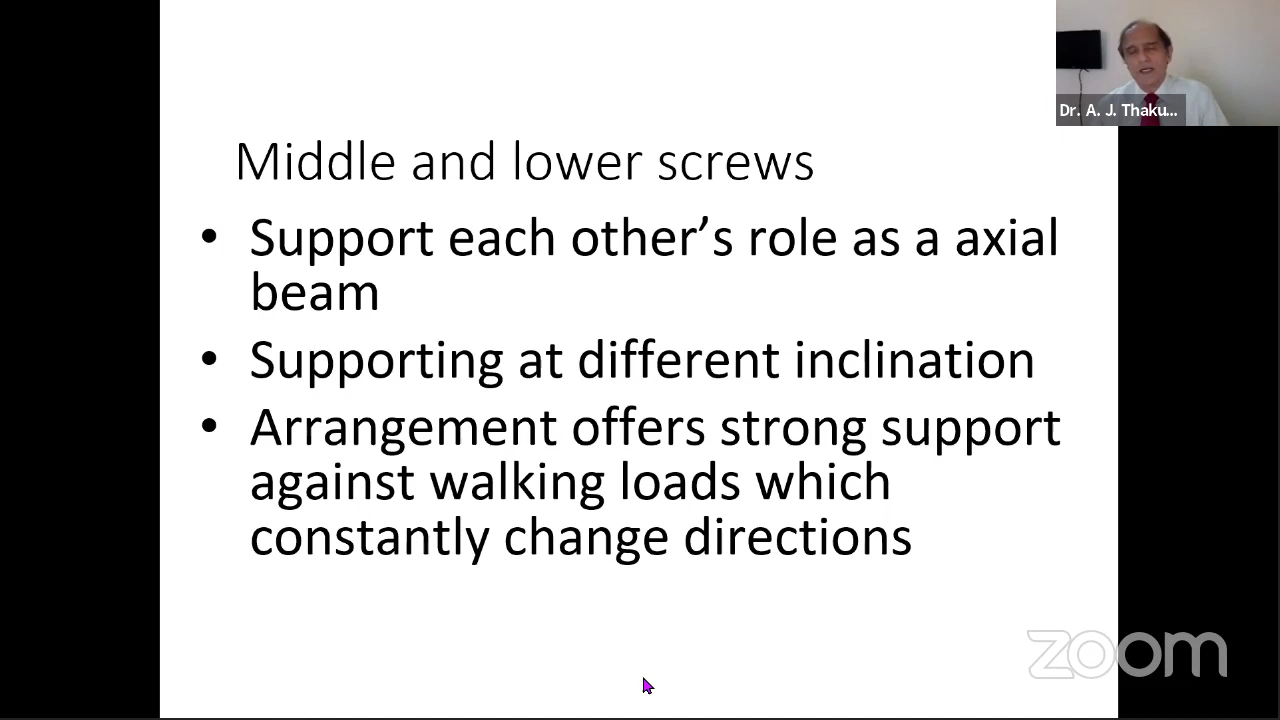 Dr. A. J. Thaku...
Middle and lower screws
• Support each other’s role as a axial
beam
• Supporting at different inclination
• Arrangement offers strong support
against walking loads which
constantly change directions
zoom